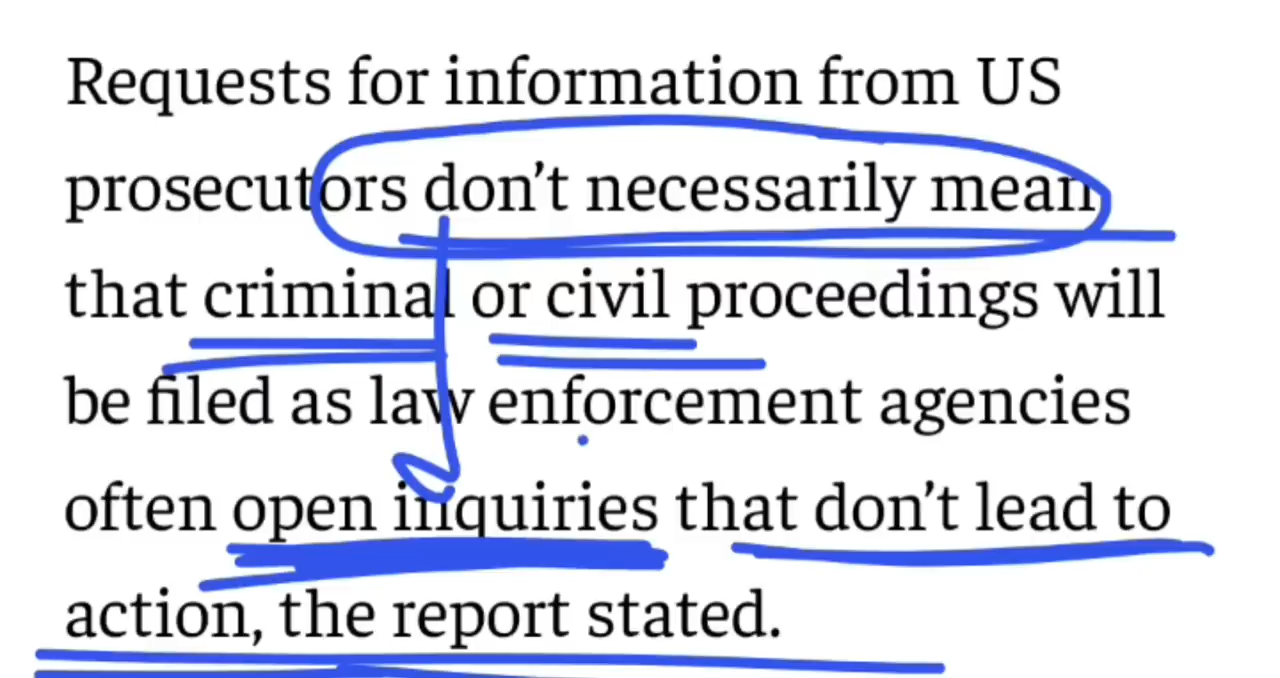 Requests for information from US
prosecutors don’t necessarily mean
that criminal or civil proceedings will
be filed as law enforcement agencies
often open inquiries that don’t lead to
action, the report stated.